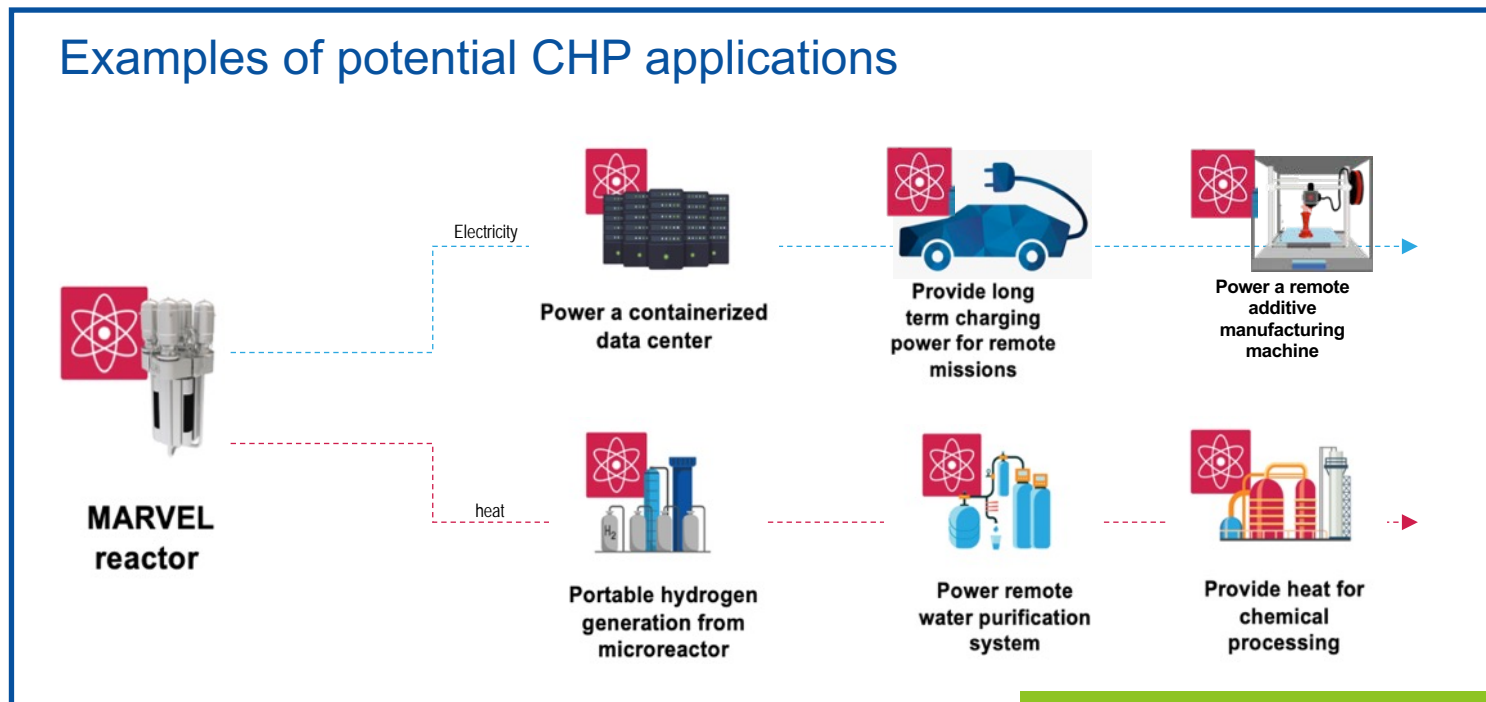 Examples of potential CHP applications
Electricity
Power a containerized
data center
Provide long
term charging
power for remote
missions
Power a remote
additive
manufacturing
machine
MARVEL
reactor
heat
H2
Portable hydrogen
generation from
microreactor
Power remote
water purification
system
Provide heat for
chemical
processing